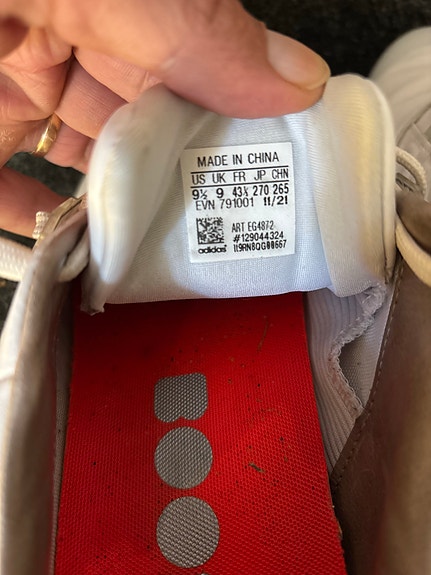 MADE IN CHINA
US UK FR JP CHN
9½ 9 43⅓ 270 265
EVN 791001 11/21
ART EG4872
#129044324
adidas 1I9RN8QG00667